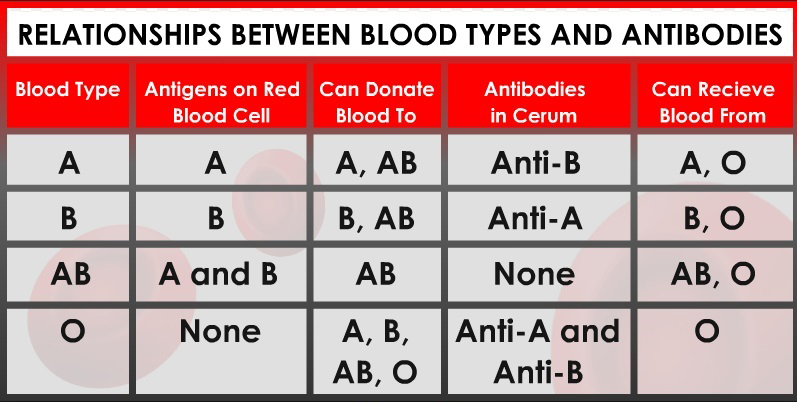 RELATIONSHIPS BETWEEN BLOOD TYPES AND ANTIBODIES
Blood Type
Antigens on Red
Blood Cell
Can Donate
Blood To
Antibodies
in Cerum
Can Recieve
Blood From
A
A
A, AB
Anti-B
A, O
B
B
B, AB
Anti-A
B, O
AB
A and B
AB
None
AB, O
O
None
A, B,
AB, O
Anti-A and
Anti-B
O